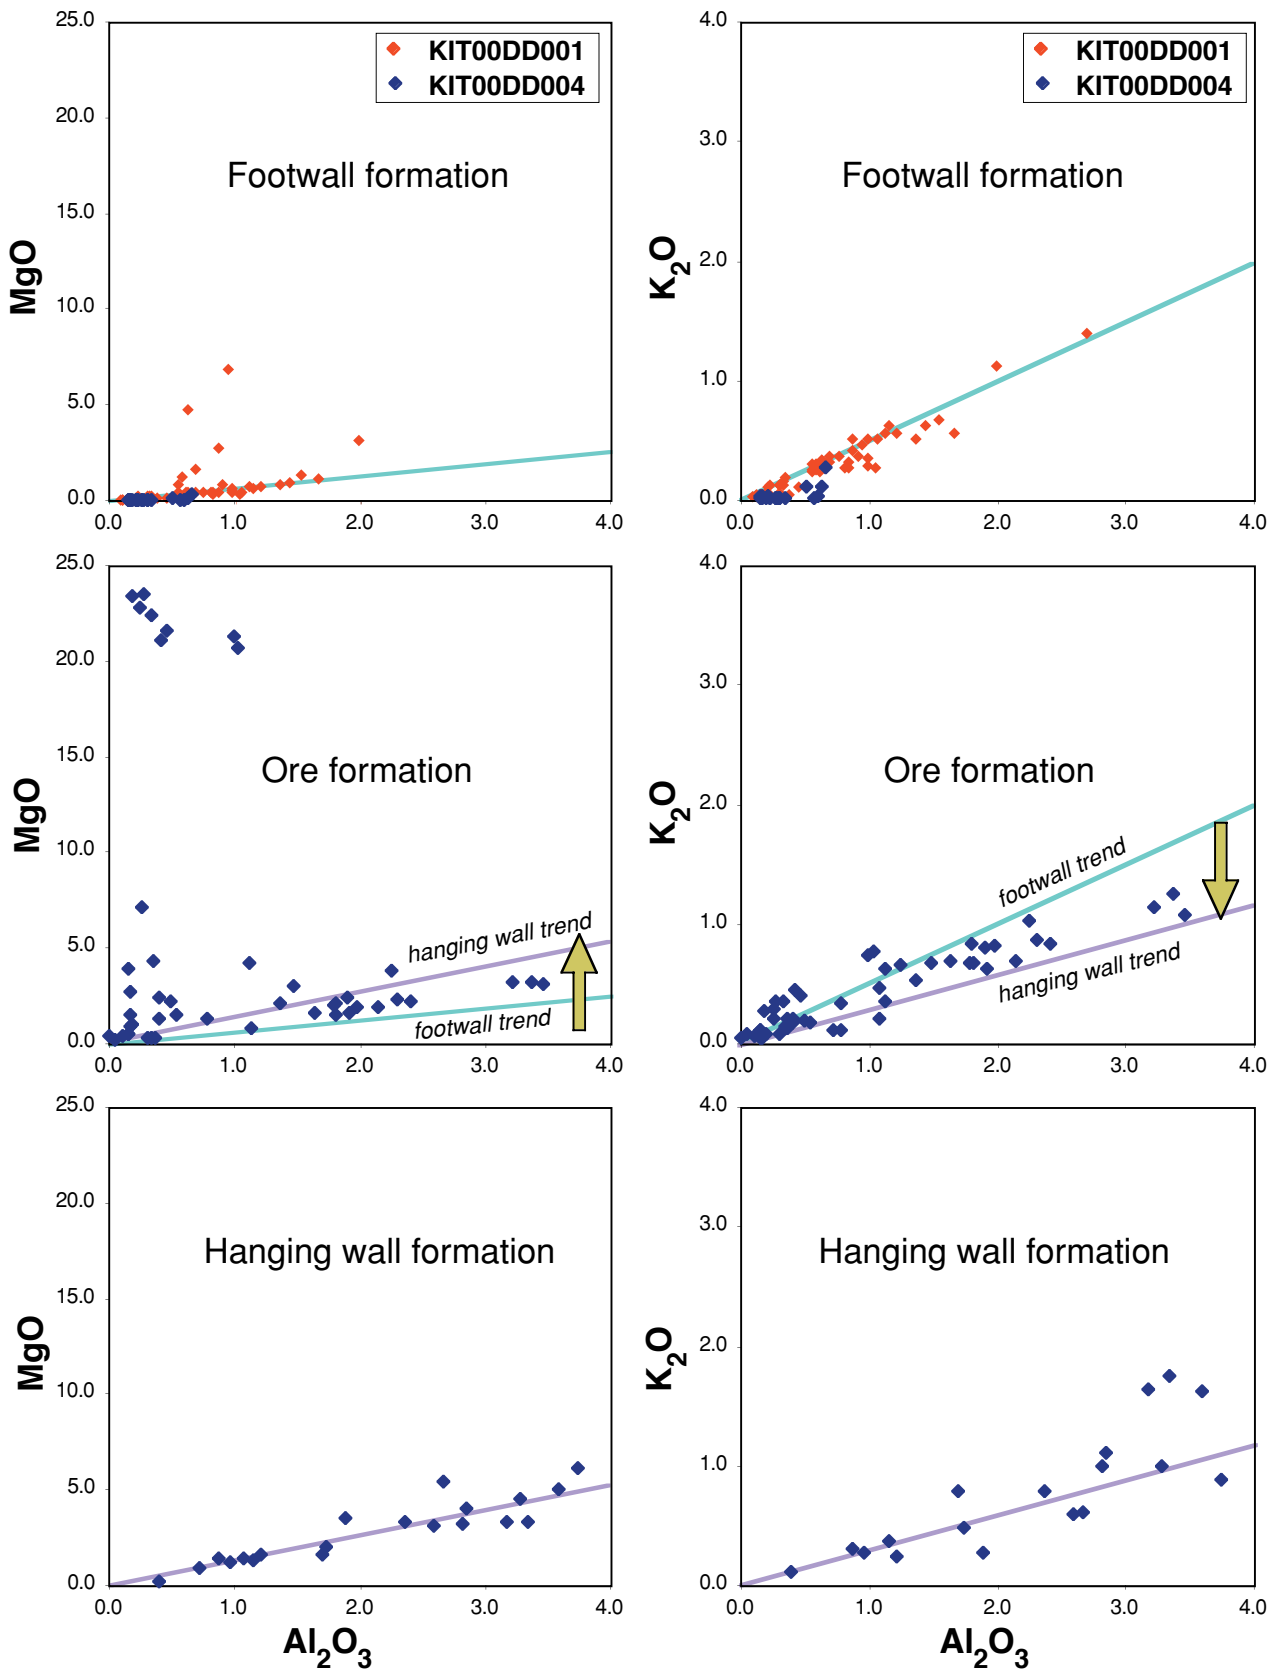 25.0
20.0
15.0
10.0
5.0
0.0
MgO
KIT00DD001
KIT00DD004
Footwall formation
0.0 1.0 2.0 3.0 4.0
4.0
3.0
2.0
1.0
0.0
K2O
KIT00DD001
KIT00DD004
Footwall formation
0.0 1.0 2.0 3.0 4.0
25.0
20.0
15.0
10.0
5.0
0.0
MgO
Ore formation
hanging wall trend
footwall trend
0.0 1.0 2.0 3.0 4.0
4.0
3.0
2.0
1.0
0.0
K2O
Ore formation
footwall trend
hanging wall trend
0.0 1.0 2.0 3.0 4.0
25.0
20.0
15.0
10.0
5.0
0.0
MgO
Hanging wall formation
0.0 1.0 2.0 3.0 4.0
Al2O3
4.0
3.0
2.0
1.0
0.0
K2O
Hanging wall formation
0.0 1.0 2.0 3.0 4.0
Al2O3